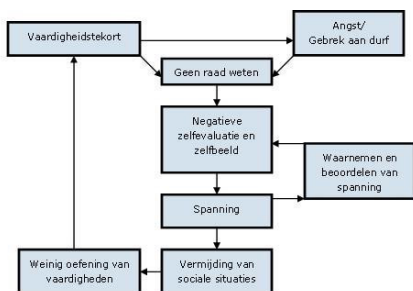 Vaardigheidstekort
Angst/
Gebrek aan durf
Geen raad weten
Negatieve
zelfevaluatie en
zelfbeeld
Waarnemen en
beoordelen van
spanning
Spanning
Weinig oefening van
vaardigheden
Vermijding van
sociale situaties